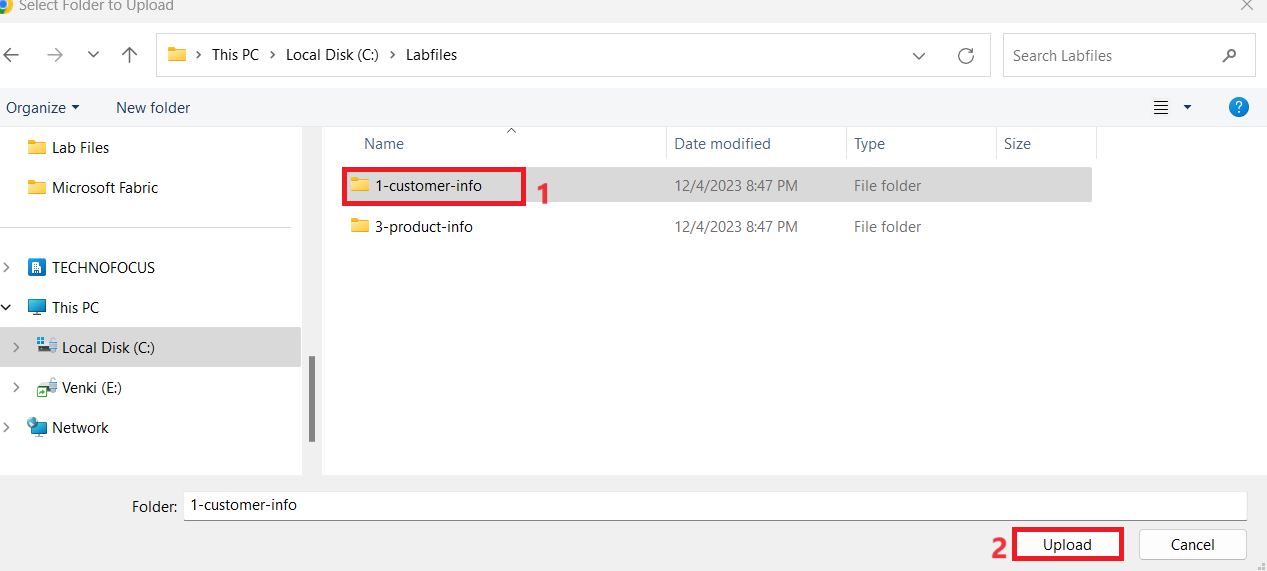 Select Folder to Upload
This PC > Local Disk (C:) > Labfiles
Search Labfiles
Organize
New folder
?
Lab Files
Microsoft Fabric
TECHNOFOCUS
This PC
Local Disk (C:)
Venki (E:)
Network
Name Date modified Type Size
1-customer-info 1 12/4/2023 8:47 PM File folder
3-product-info 12/4/2023 8:47 PM File folder
Folder: 1-customer-info
2 Upload Cancel